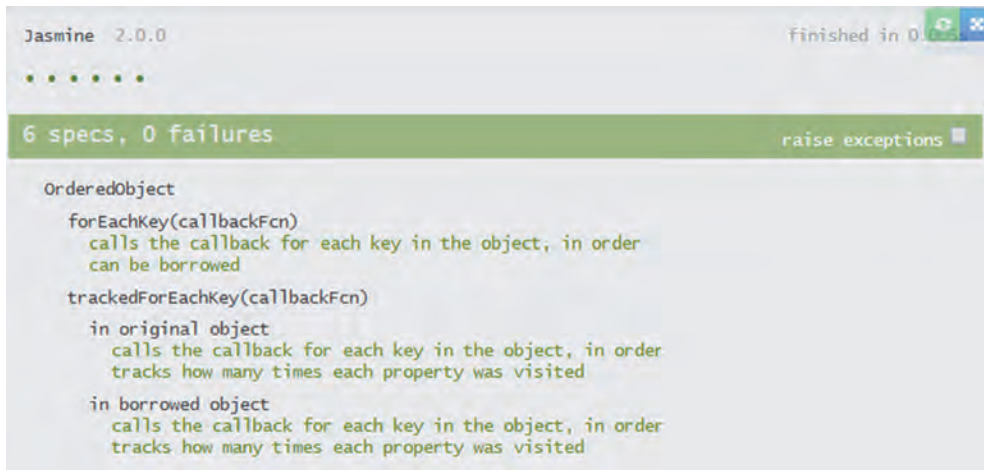 Jasmine 2.0.0
finished in
6 specs, 0 failures
raise exceptions
OrderedObject
forEachKey(callbackFcn)
calls the callback for each key in the object, in order
can be borrowed
trackedForEachKey(callbackFcn)
in original object
calls the callback for each key in the object, in order
tracks how many times each property was visited
in borrowed object
calls the callback for each key in the object, in order
tracks how many times each property was visited